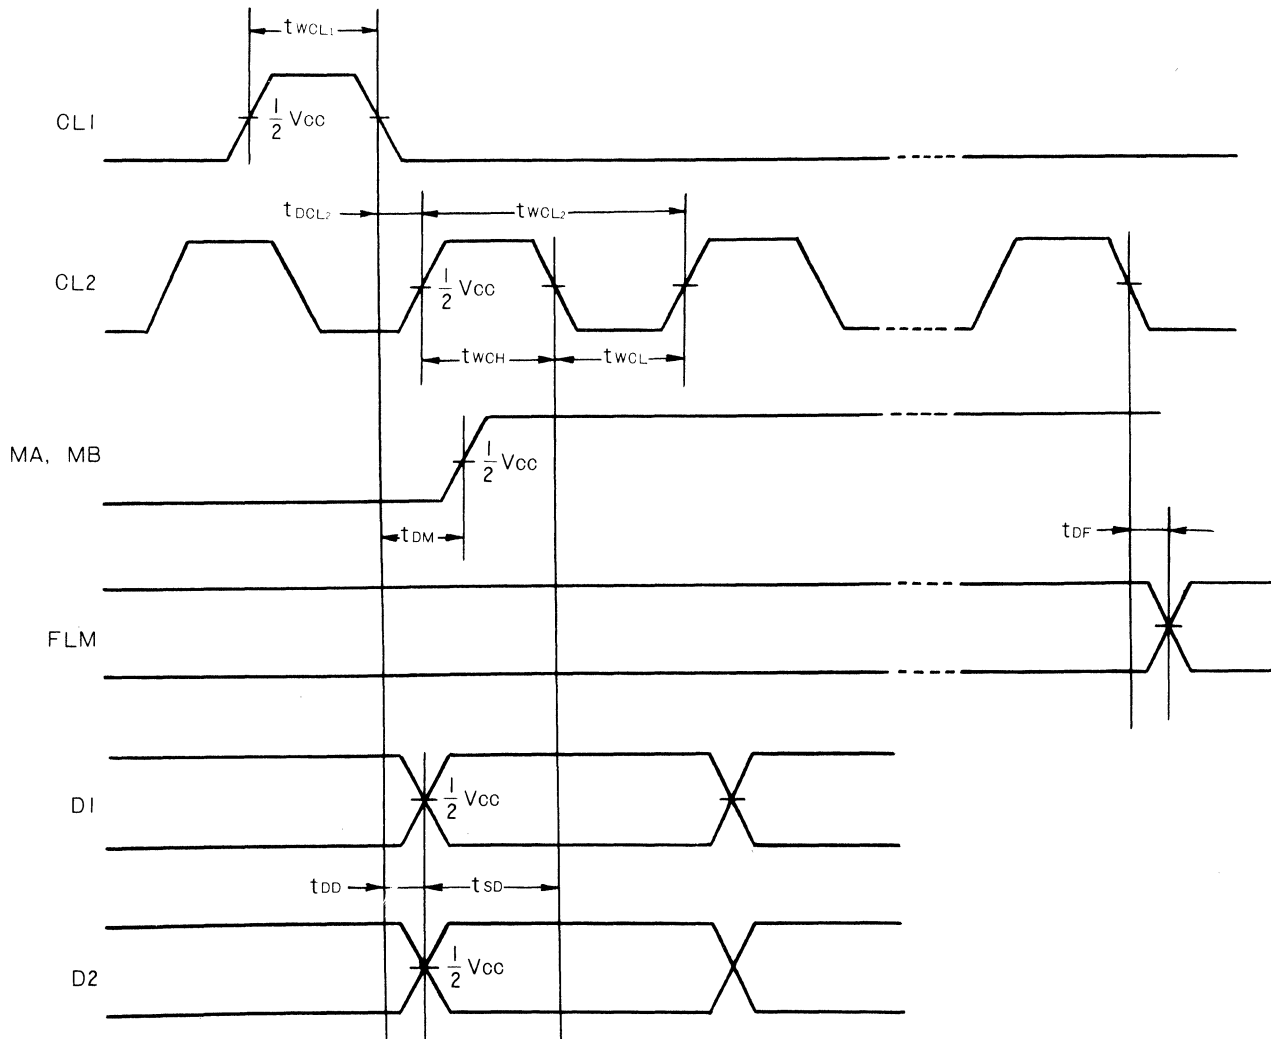 tWCL1
CL1
1/2 VCC
tDCL2
tWCL2
CL2
1/2 VCC
tWCH
tWCL
MA, MB
1/2 VCC
tDM
tDF
FLM
D1
1/2 VCC
tDD
tSD
D2
1/2 VCC